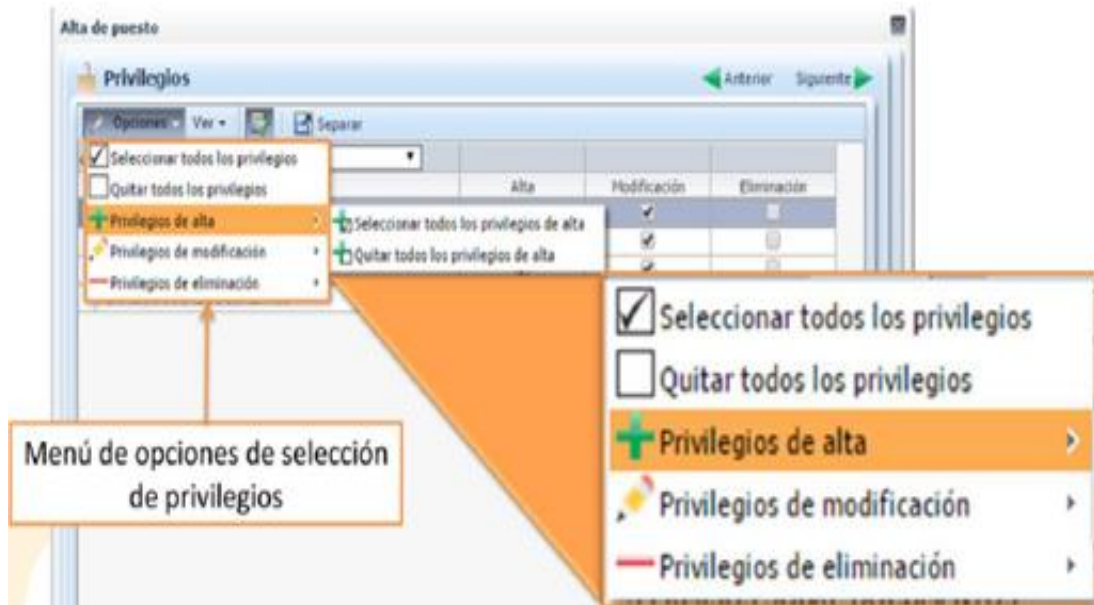 Alta de puesto
Privilegios
Anterior Siguiente
Opciones Ver Separar
Seleccionar todos los privilegios
Quitar todos los privilegios
Alta Modificación Eliminación
Privilegios de alta
Seleccionar todos los privilegios de alta
Quitar todos los privilegios de alta
Privilegios de modificación
Privilegios de eliminación
Menú de opciones de selección
de privilegios
Seleccionar todos los privilegios
Quitar todos los privilegios
Privilegios de alta
Privilegios de modificación
Privilegios de eliminación